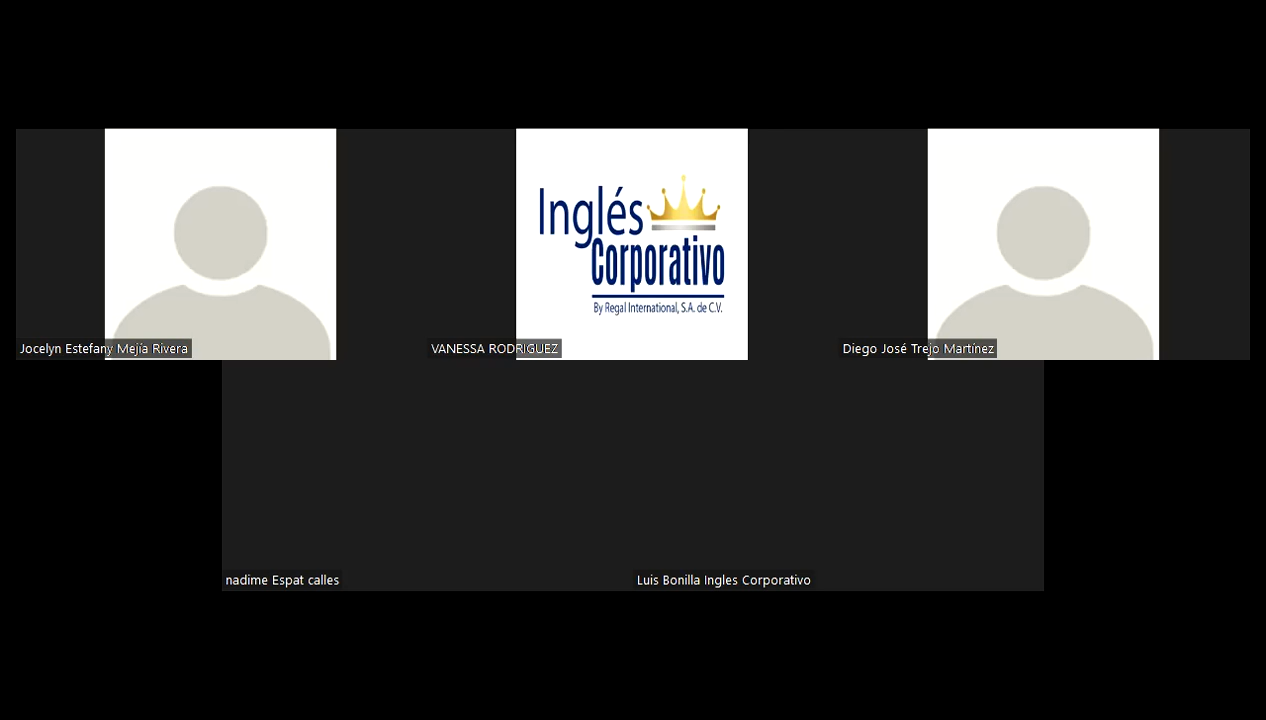 Inglés
Corporativo
By Regal International, S.A. de C.V.
Jocelyn Estefany Mejía Rivera
VANESSA RODRIGUEZ
Diego José Trejo Martínez
nadime Espat calles
Luis Bonilla Ingles Corporativo